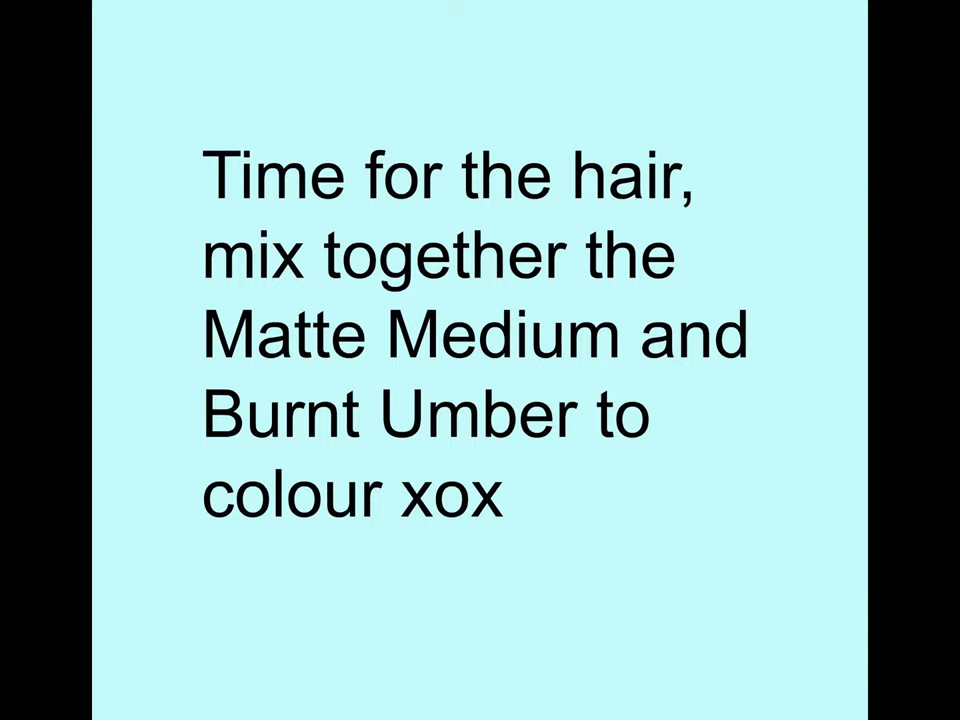 Time for the hair,
mix together the
Matte Medium and
Burnt Umber to
colour xox